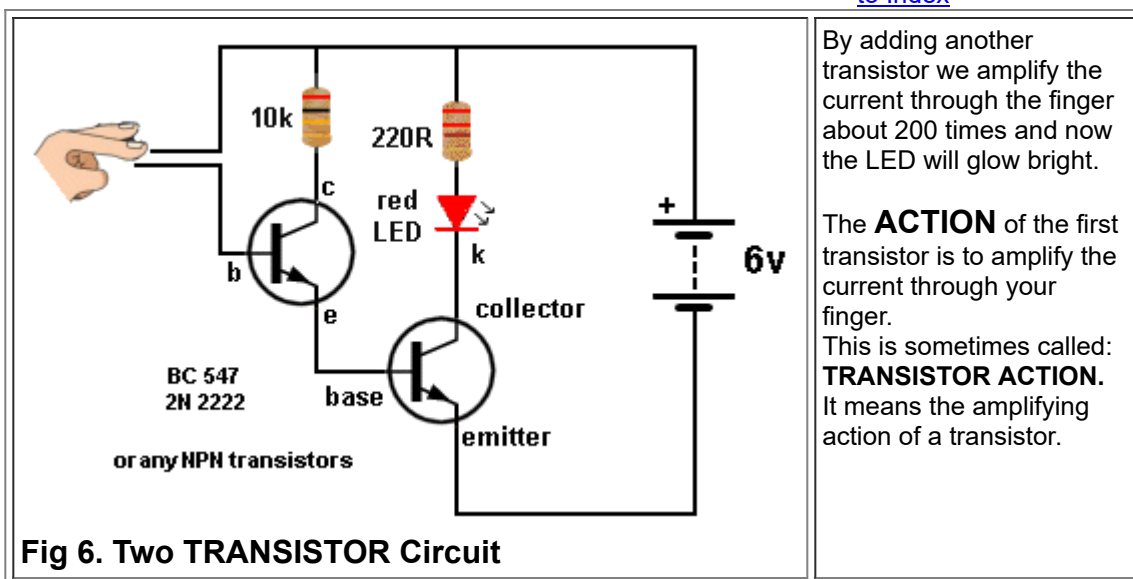 to Index
10k
220R
c
red
LED
k
b
e
+
6v
collector
BC 547
2N 2222
base
emitter
or any NPN transistors
Fig 6. Two TRANSISTOR Circuit
By adding another
transistor we amplify the
current through the finger
about 200 times and now
the LED will glow bright.
The ACTION of the first
transistor is to amplify the
current through your
finger.
This is sometimes called:
TRANSISTOR ACTION.
It means the amplifying
action of a transistor.